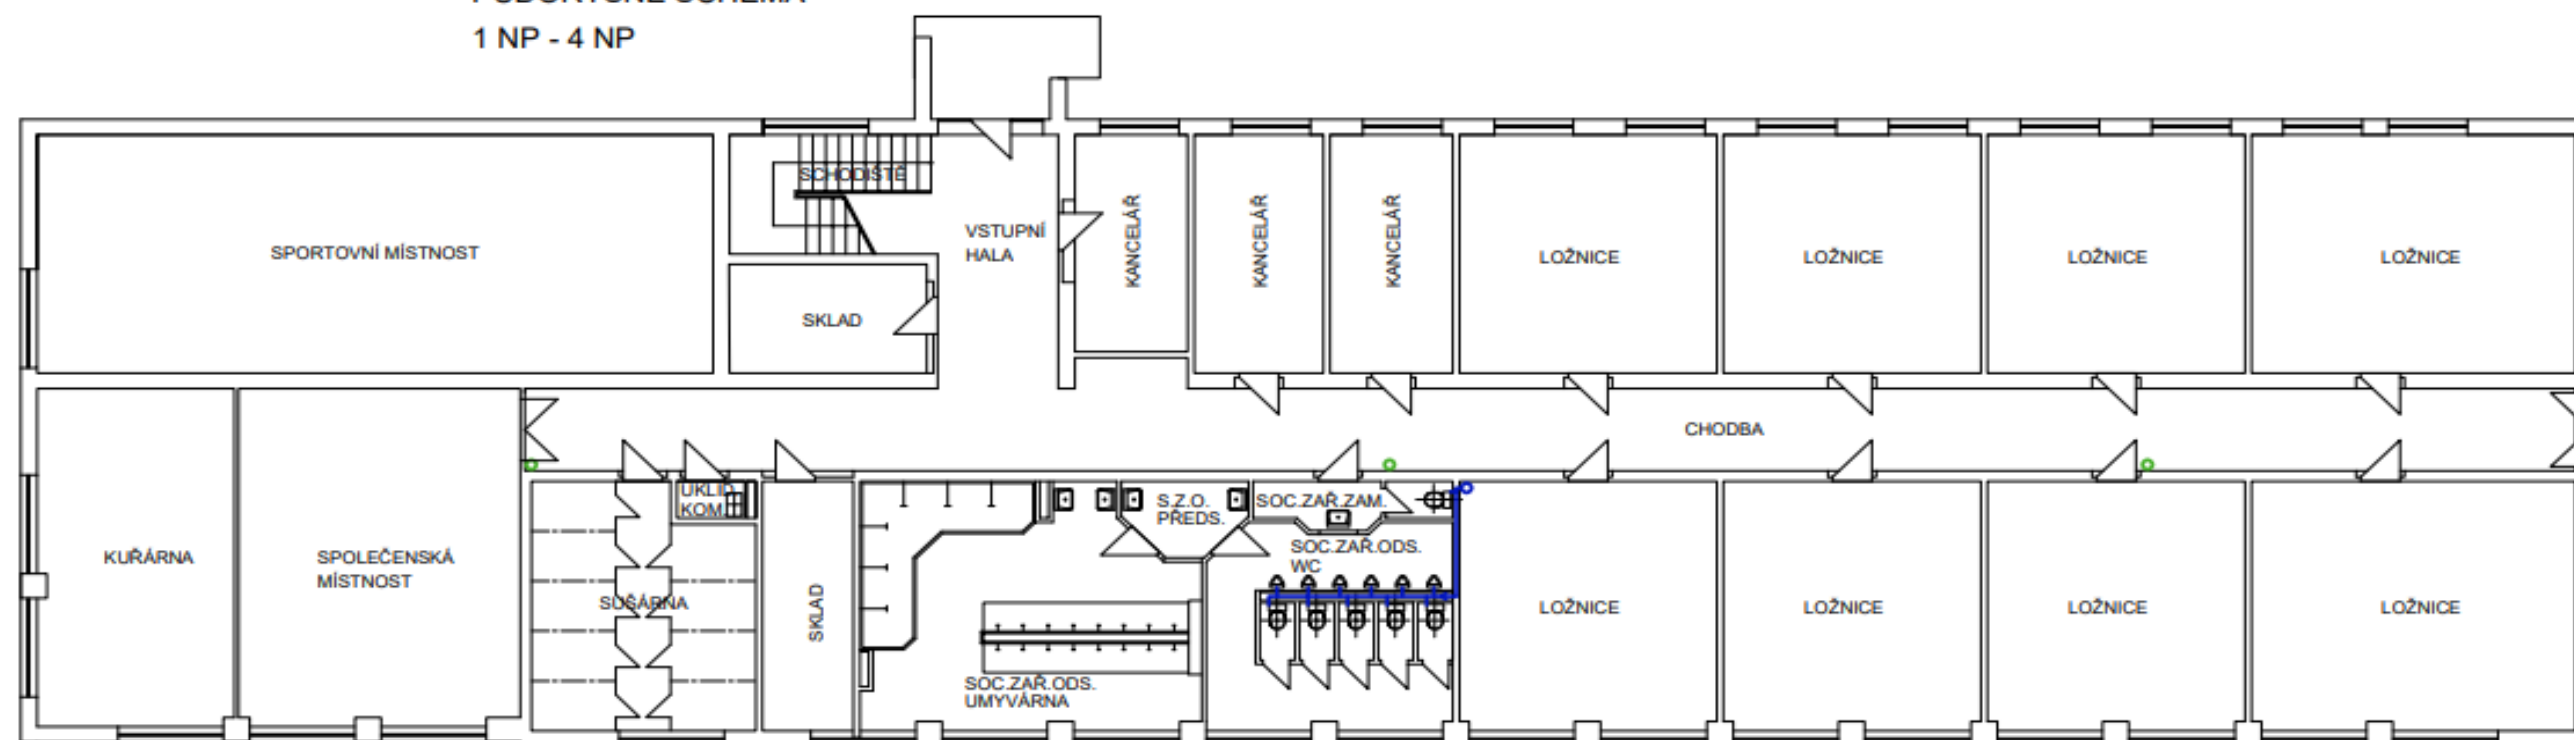 1 NP - 4 NP
SCHODIŠTĚ
SPORTOVNÍ MÍSTNOST
VSTUPNÍ
HALA
KANCELÁŘ
KANCELÁŘ
KANCELÁŘ
LOŽNICE
LOŽNICE
LOŽNICE
LOŽNICE
SKLAD
CHODBA
ÚKLID.
KOM.
S.Z.O.
PŘEDS.
SOC.ZAŘ.ZAM.
KUŘÁRNA
SPOLEČENSKÁ
MÍSTNOST
SUŠÁRNA
SKLAD
SOC.ZAŘ.ODS.
WC
LOŽNICE
LOŽNICE
LOŽNICE
LOŽNICE
SOC.ZAŘ.ODS.
UMYVÁRNA